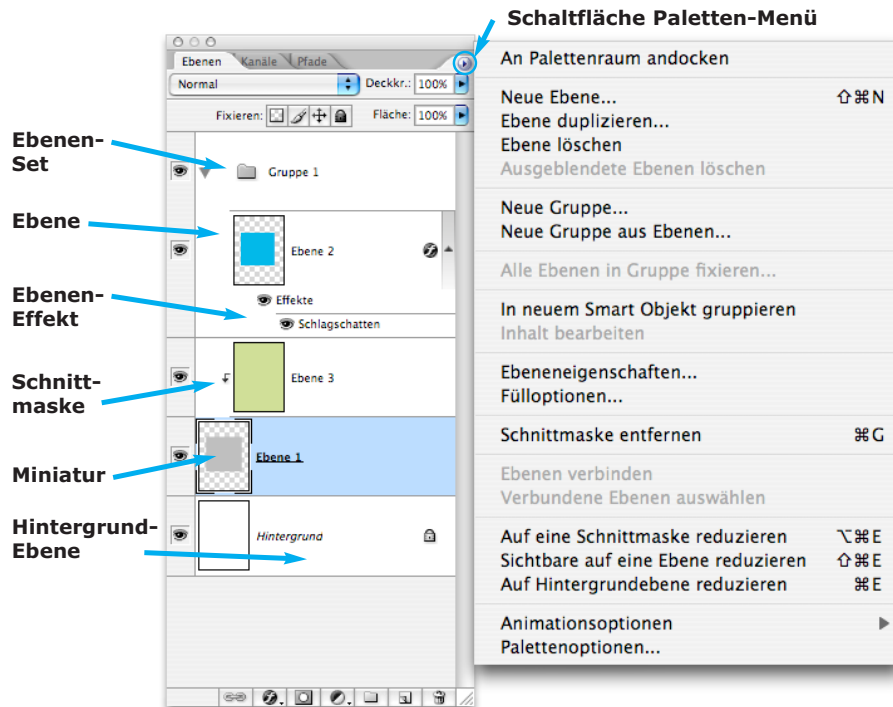 Schaltfläche Paletten-Menü
Ebenen Kanäle Pfade
Normal Deckkr.: 100%
Fixieren: Fläche: 100%
Ebenen-
Set
Gruppe 1
Ebene
Ebene 2
Ebenen-
Effekt
Effekte
Schlagschatten
Schnitt-
maske
Ebene 3
Miniatur
Ebene 1
Hintergrund-
Ebene
Hintergrund
An Palettenraum andocken
Neue Ebene... ⇧⌘N
Ebene duplizieren...
Ebene löschen
Ausgeblendete Ebenen löschen
Neue Gruppe...
Neue Gruppe aus Ebenen...
Alle Ebenen in Gruppe fixieren...
In neuem Smart Objekt gruppieren
Inhalt bearbeiten
Ebeneneigenschaften...
Fülloptionen...
Schnittmaske entfernen ⌘G
Ebenen verbinden
Verbundene Ebenen auswählen
Auf eine Schnittmaske reduzieren ⌥⌘E
Sichtbare auf eine Ebene reduzieren ⇧⌘E
Auf Hintergrundebene reduzieren ⌘E
Animationsoptionen
Palettenoptionen...